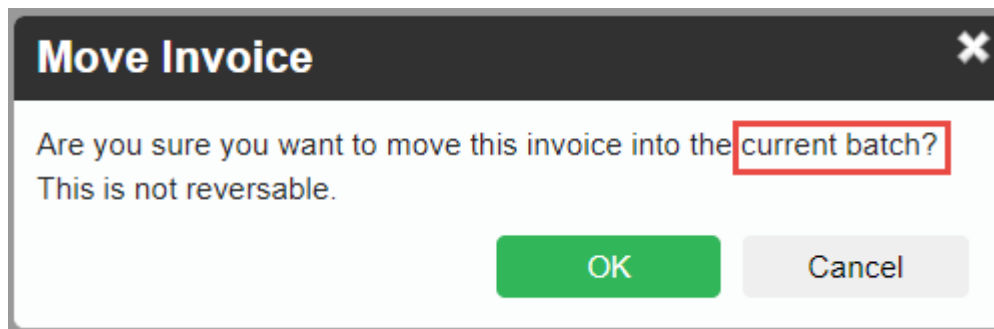 Move Invoice
Are you sure you want to move this invoice into the current batch?
This is not reversable.
OK
Cancel